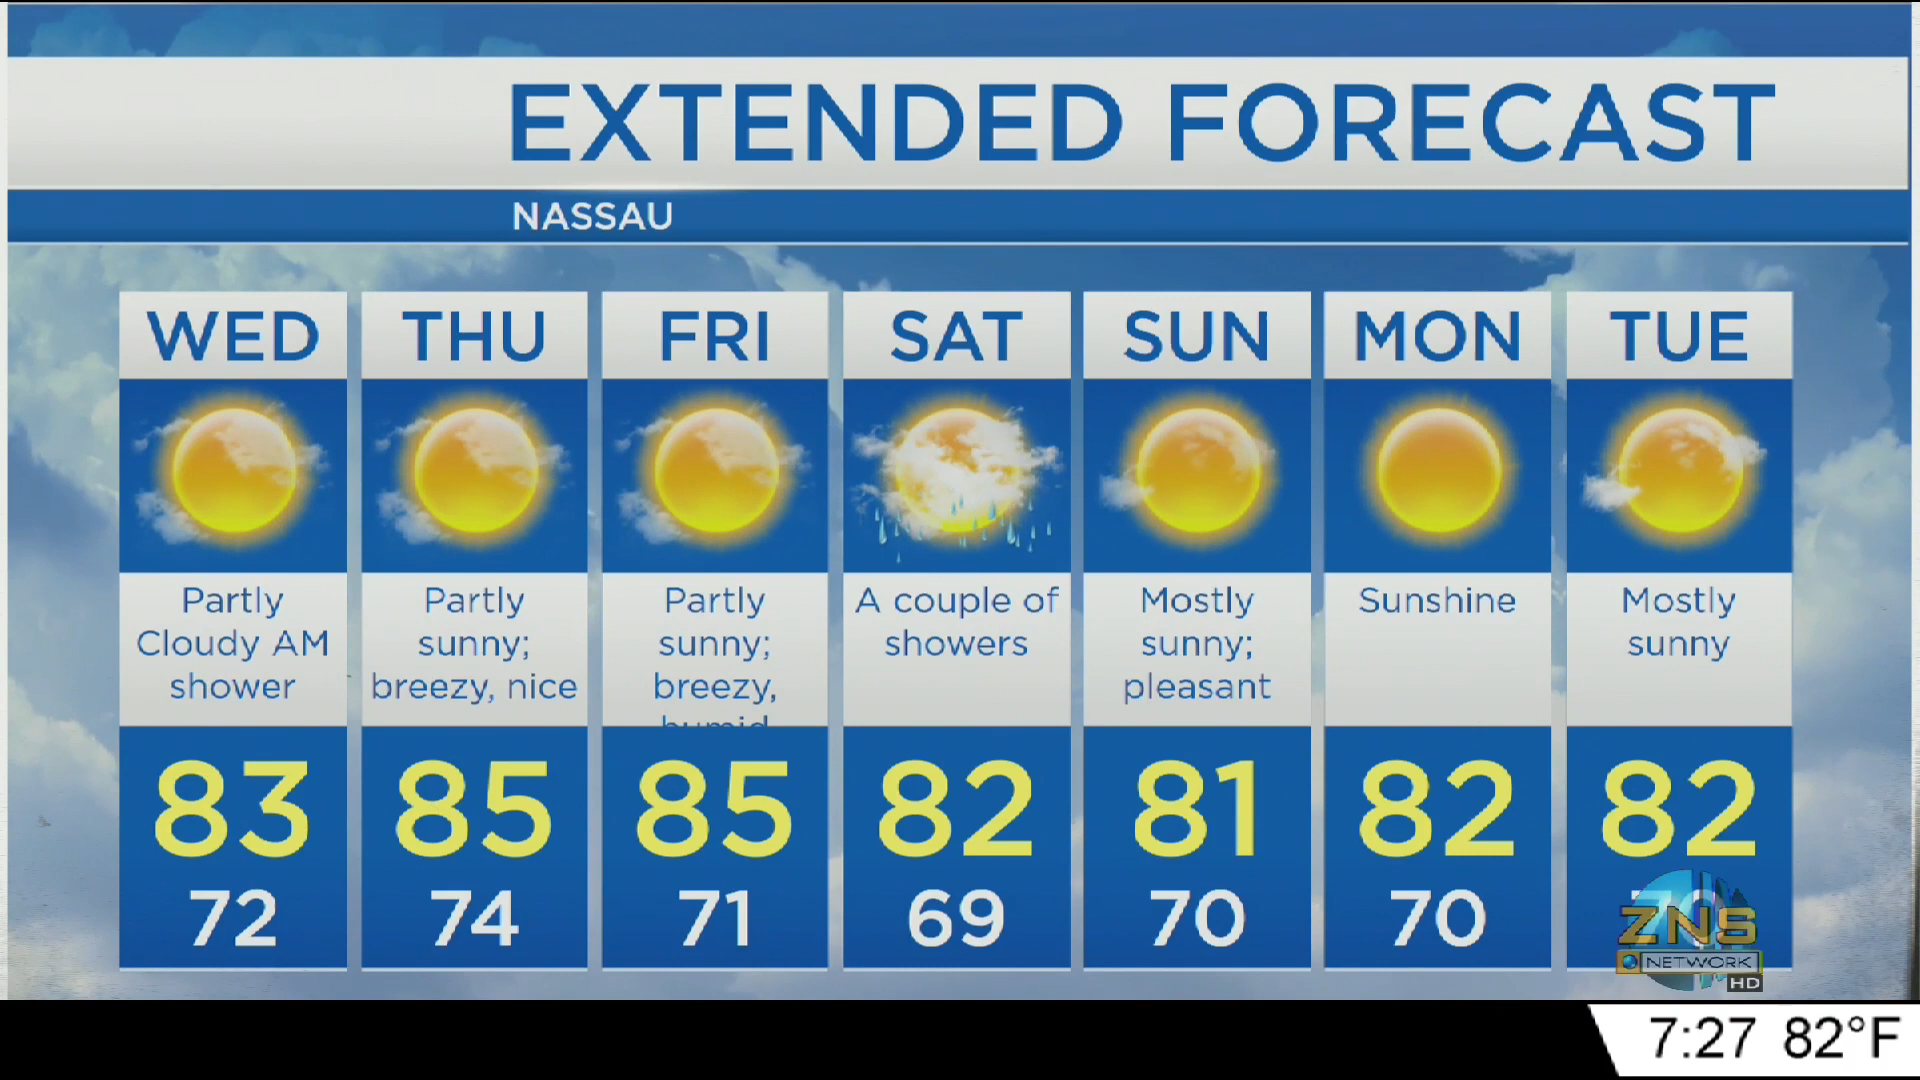 EXTENDED FORECAST
NASSAU
WED
Partly
Cloudy AM
shower
83
72
THU
Partly
sunny;
breezy, nice
85
74
FRI
Partly
sunny;
breezy,
humid
85
71
SAT
A couple of
showers
82
69
SUN
Mostly
sunny;
pleasant
81
70
MON
Sunshine
82
70
TUE
Mostly
sunny
82
ZNS
NETWORK
HD
7:27 82°F